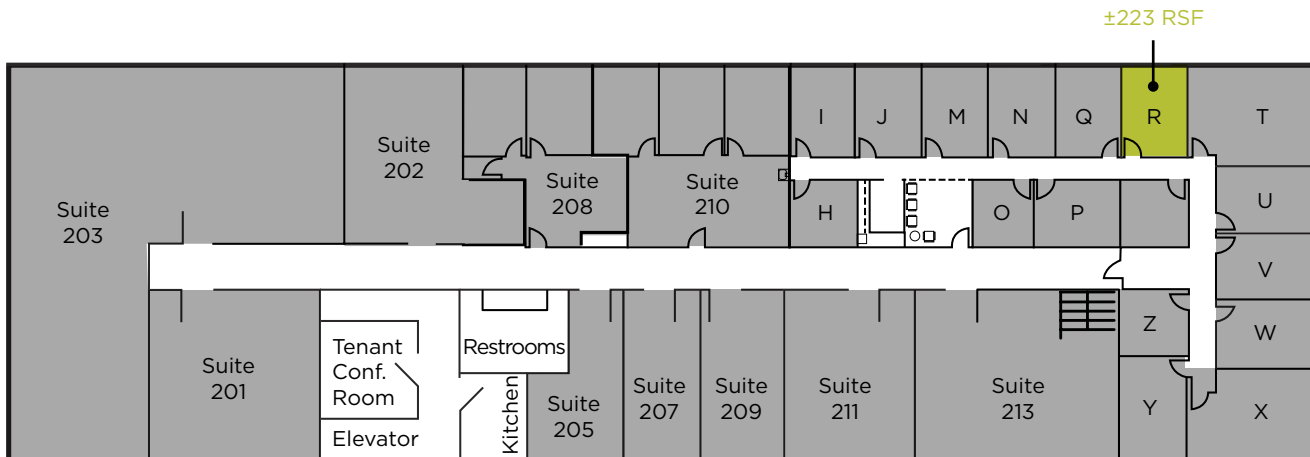 ±223 RSF
I
J
M
N
Q
R
T
Suite
202
Suite
203
Suite
208
Suite
210
H
O
P
U
V
W
X
Z
Y
Suite
201
Tenant
Conf.
Room
Elevator
Restrooms
Kitchen
Suite
205
Suite
207
Suite
209
Suite
211
Suite
213